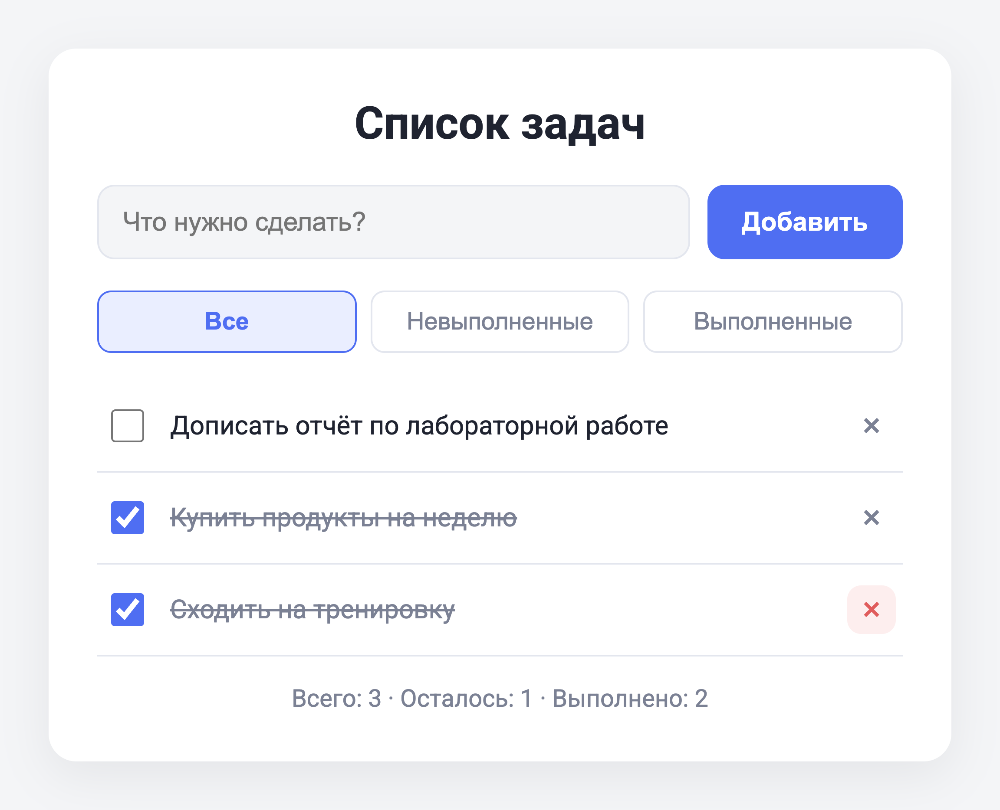 Список задач
Что нужно сделать?
Добавить
Все
Невыполненные
Выполненные
Дописать отчёт по лабораторной работе
Купить продукты на неделю
Сходить на тренировку
Всего: 3 · Осталось: 1 · Выполнено: 2